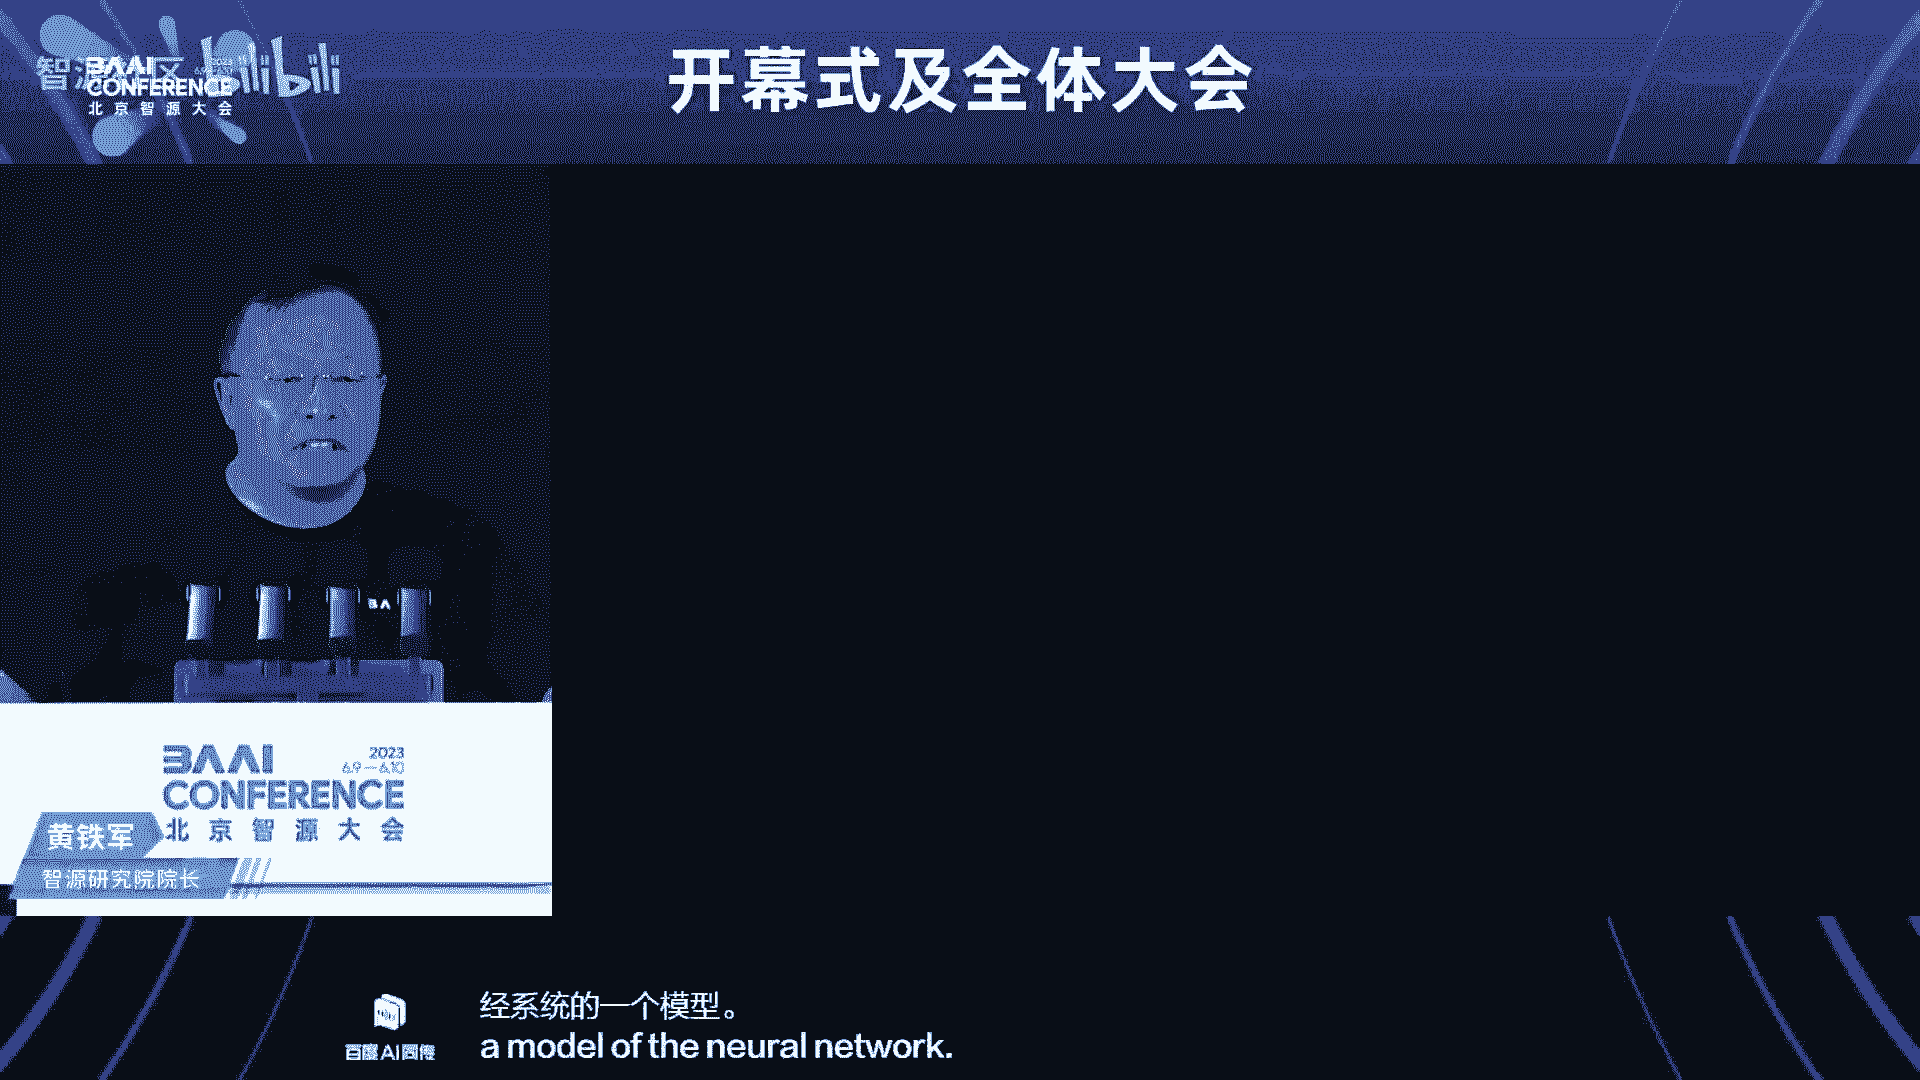 BAAI
CONFERENCE
北京智源大会
bilibili
开幕式及全体大会
BA
BAAI
2023
6.9—6.10
CONFERENCE
北京智源大会
黄铁军
智源研究院院长
经系统的一个模型。
a model of the neural network.
百度AI同传